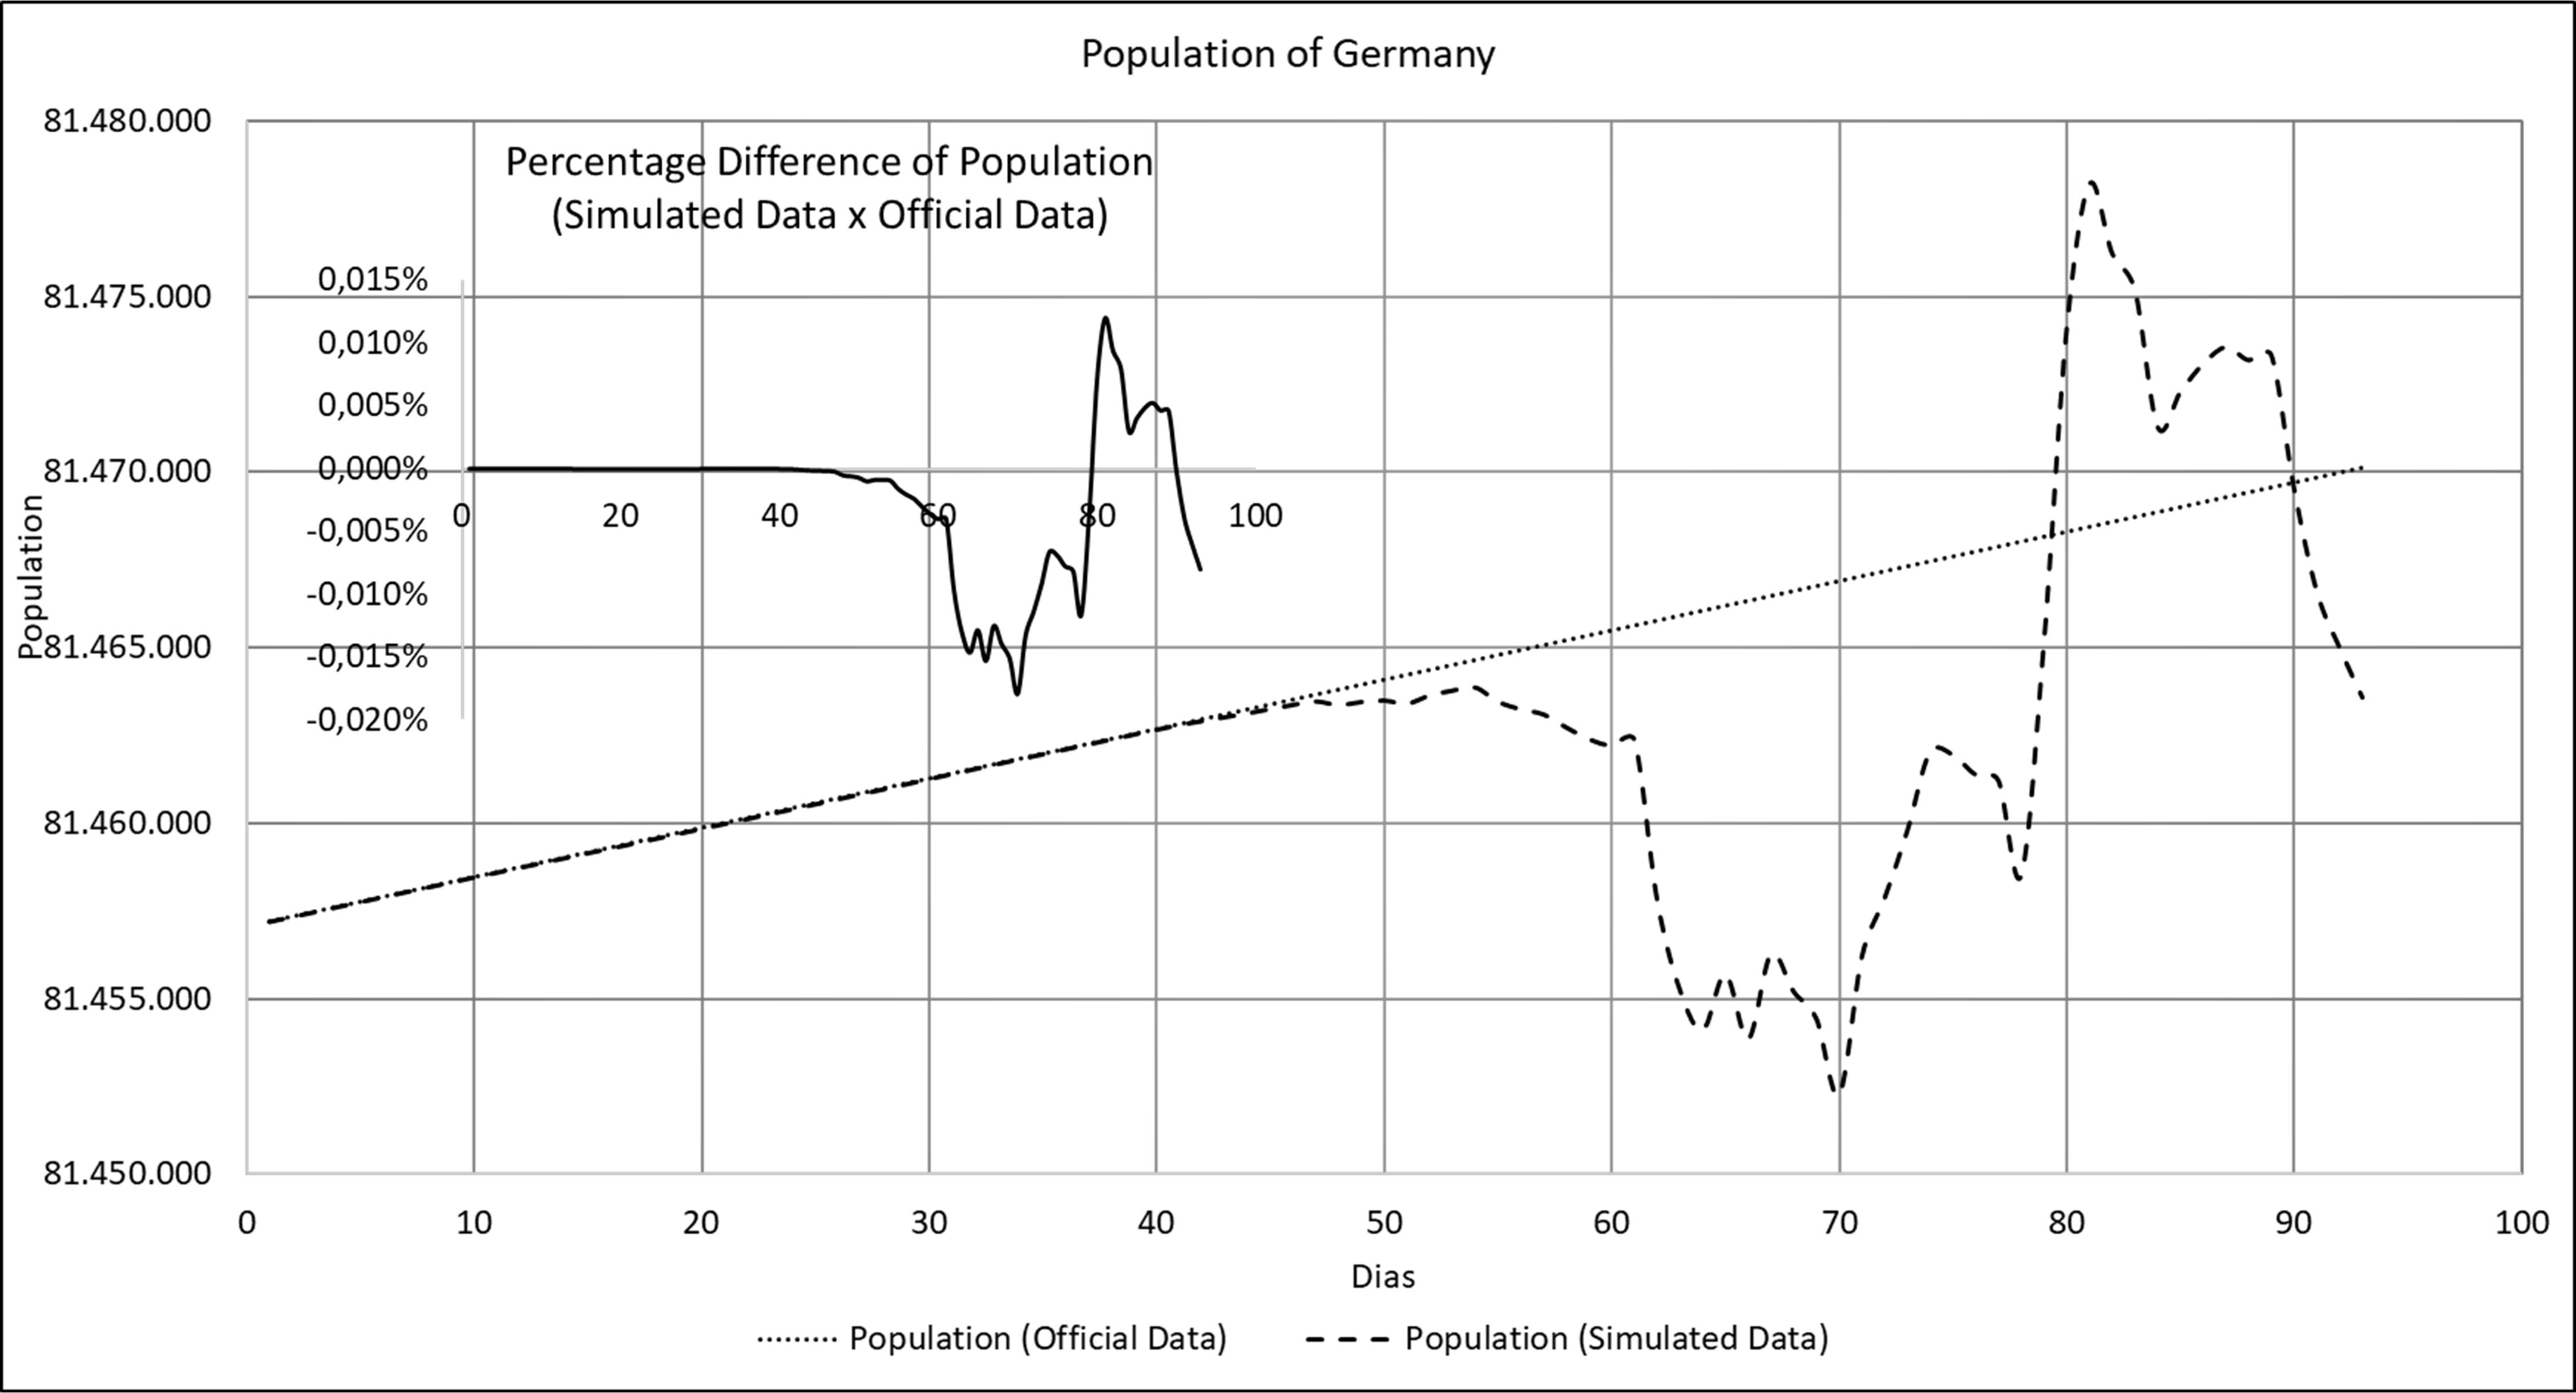 Population of Germany
81.480.000
81.475.000
81.470.000
81.465.000
81.460.000
81.455.000
81.450.000
Population
Percentage Difference of Population
(Simulated Data x Official Data)
0,015%
0,010%
0,005%
0,000%
-0,005%
-0,010%
-0,015%
-0,020%
0 20 40 60 80 100
0 10 20 30 40 50 60 70 80 90 100
Dias
Population (Official Data) Population (Simulated Data)